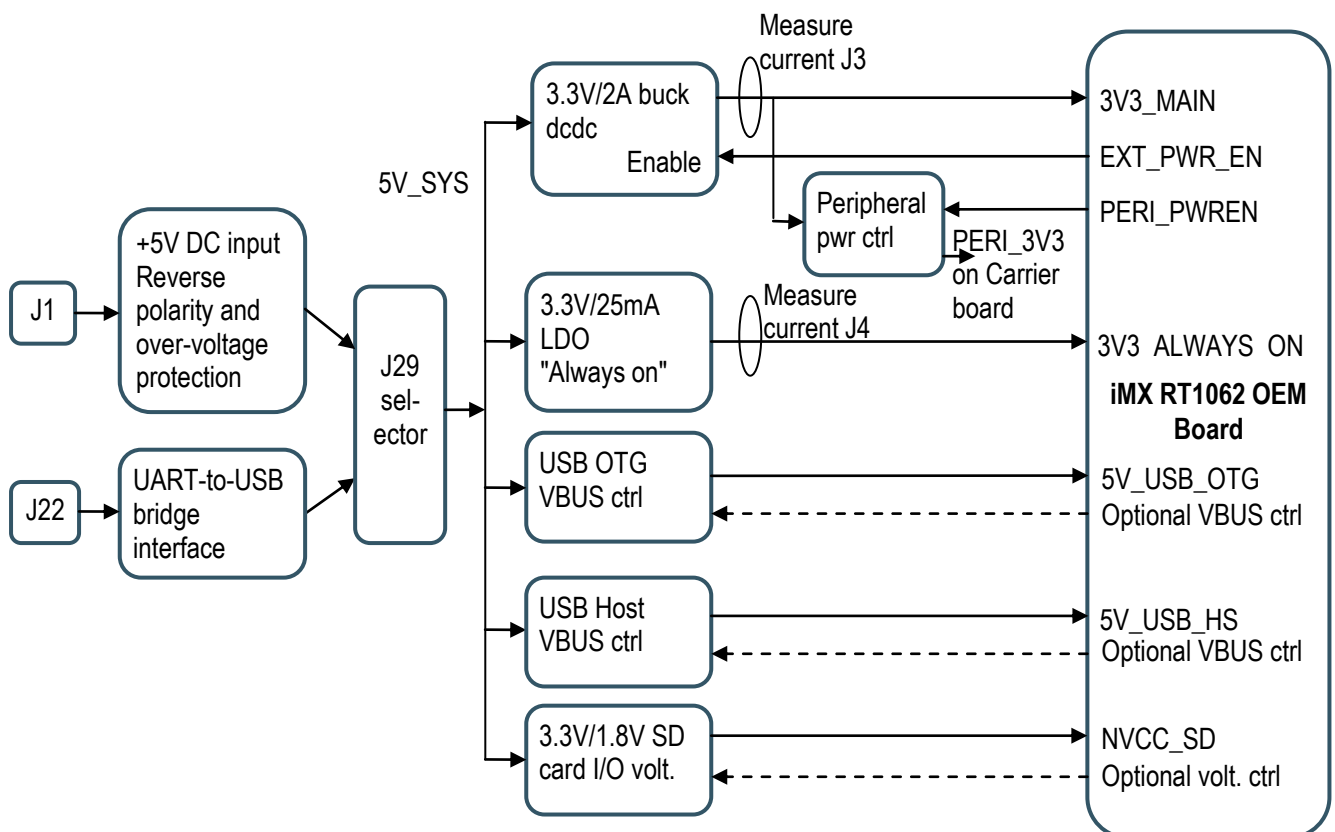 J1
+5V DC input
Reverse
polarity and
over-voltage
protection
J22
UART-to-USB
bridge
interface
J29
sel-
ector
5V_SYS
3.3V/2A buck
dcdc
Enable
Measure
current J3
Peripheral
pwr ctrl
PERI_3V3
on Carrier
board
3.3V/25mA
LDO
"Always on"
Measure
current J4
USB OTG
VBUS ctrl
USB Host
VBUS ctrl
3.3V/1.8V SD
card I/O volt.
3V3_MAIN
EXT_PWR_EN
PERI_PWREN
3V3 ALWAYS ON
iMX RT1062 OEM
Board
5V_USB_OTG
Optional VBUS ctrl
5V_USB_HS
Optional VBUS ctrl
NVCC_SD
Optional volt. ctrl